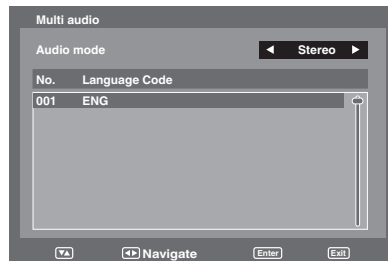 Multi audio
Audio mode ◀ Stereo ▶
No. Language Code
001 ENG
Navigate Enter Exit